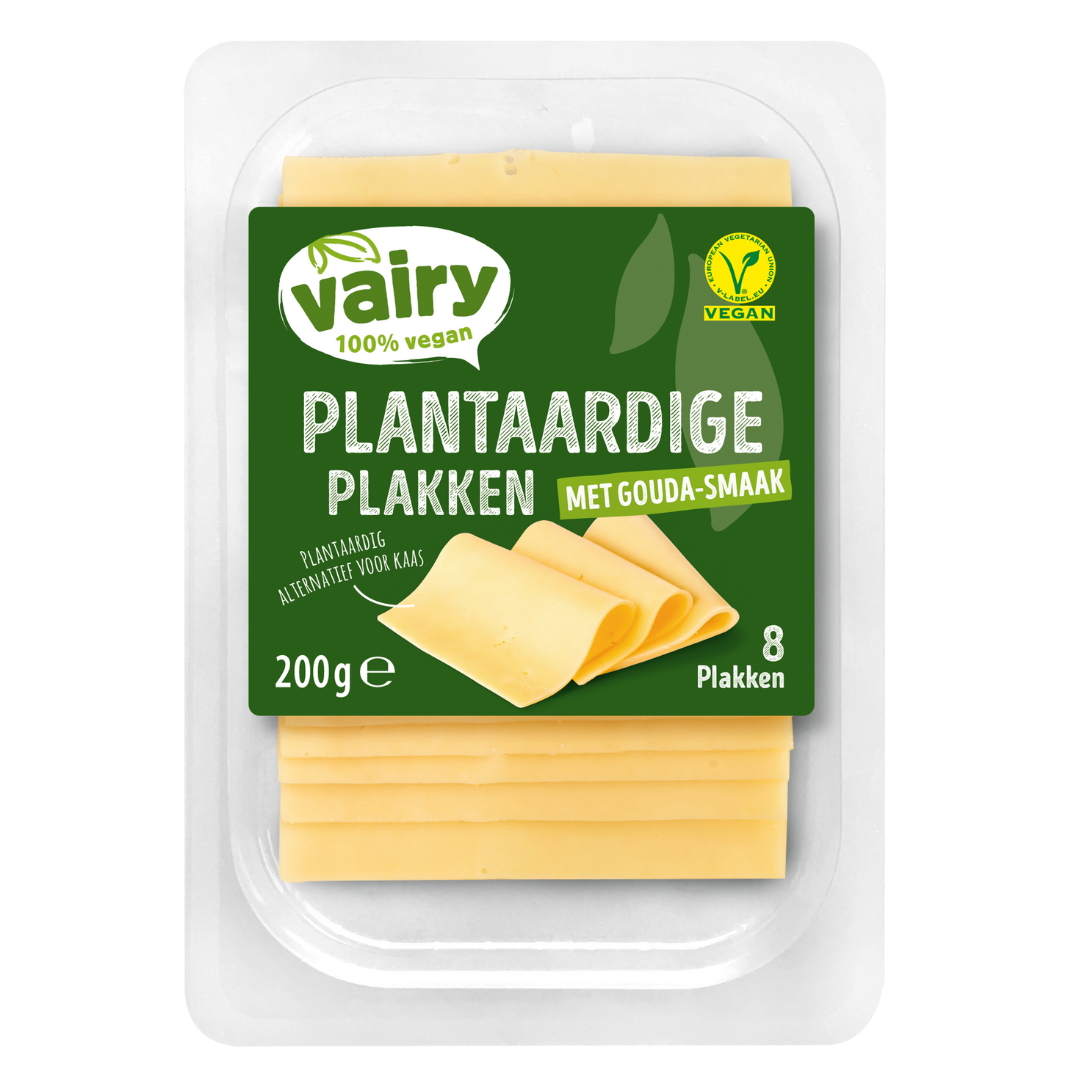 vairy
100% vegan
EUROPEAN VEGETARIAN UNION
V-LABEL.EU
VEGAN
PLANTAARDIGE
PLAKKEN
MET GOUDA-SMAAK
PLANTAARDIG
ALTERNATIEF VOOR KAAS
200g ℮
8
Plakken